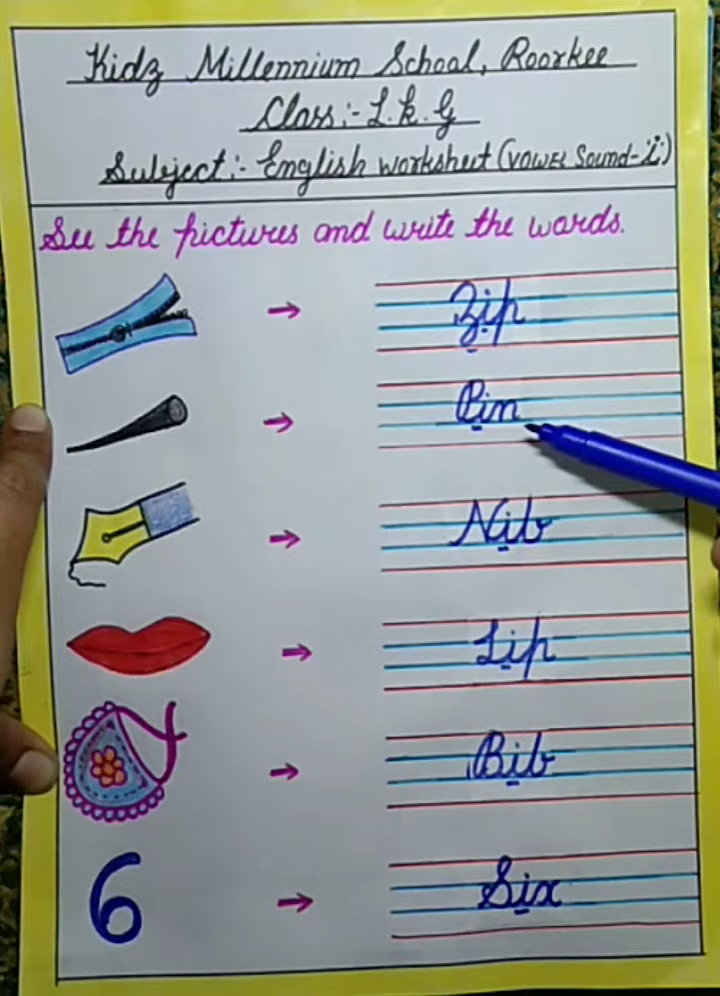 Kidz Millennium School, Roorkee
Class:- L.k.G
Subject:- English worksheet (VOWEL Sound-i)
See the pictures and write the words.
Zip
Pin
Nib
Lip
Bib
6 Six